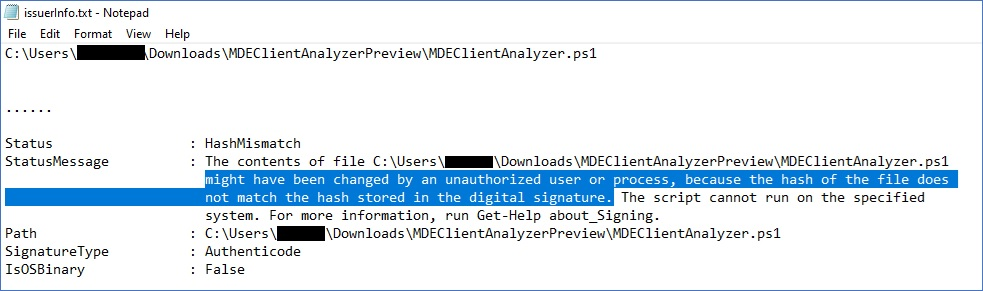 issuerInfo.txt - Notepad
File Edit Format View Help
C:\Users\ \Downloads\MDEClientAnalyzerPreview\MDEClientAnalyzer.ps1
......
Status : HashMismatch
StatusMessage : The contents of file C:\Users\ \Downloads\MDEClientAnalyzerPreview\MDEClientAnalyzer.ps1
might have been changed by an unauthorized user or process, because the hash of the file does
not match the hash stored in the digital signature. The script cannot run on the specified
system. For more information, run Get-Help about_Signing.
Path : C:\Users\ \Downloads\MDEClientAnalyzerPreview\MDEClientAnalyzer.ps1
SignatureType : Authenticode
IsOSBinary : False